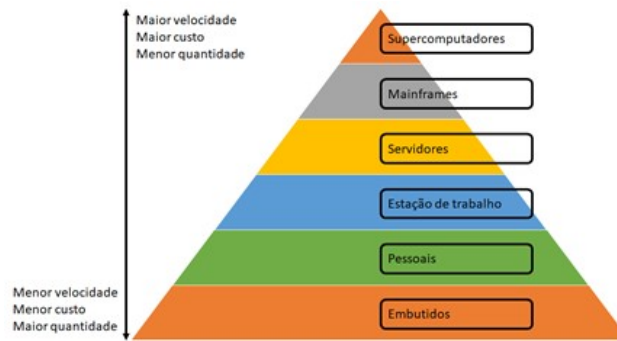 Maior velocidade
Maior custo
Menor quantidade
Supercomputadores
Mainframes
Servidores
Estação de trabalho
Pessoais
Menor velocidade
Menor custo
Maior quantidade
Embutidos